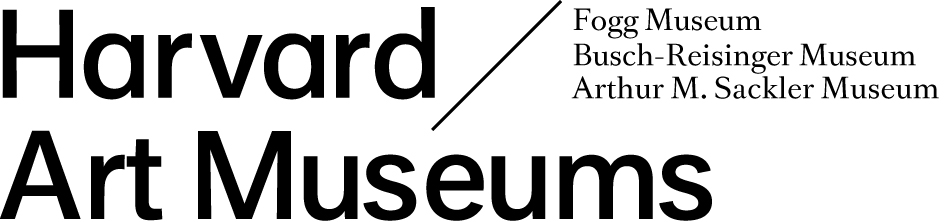 Harvard
Art Museums
Fogg Museum
Busch-Reisinger Museum
Arthur M. Sackler Museum